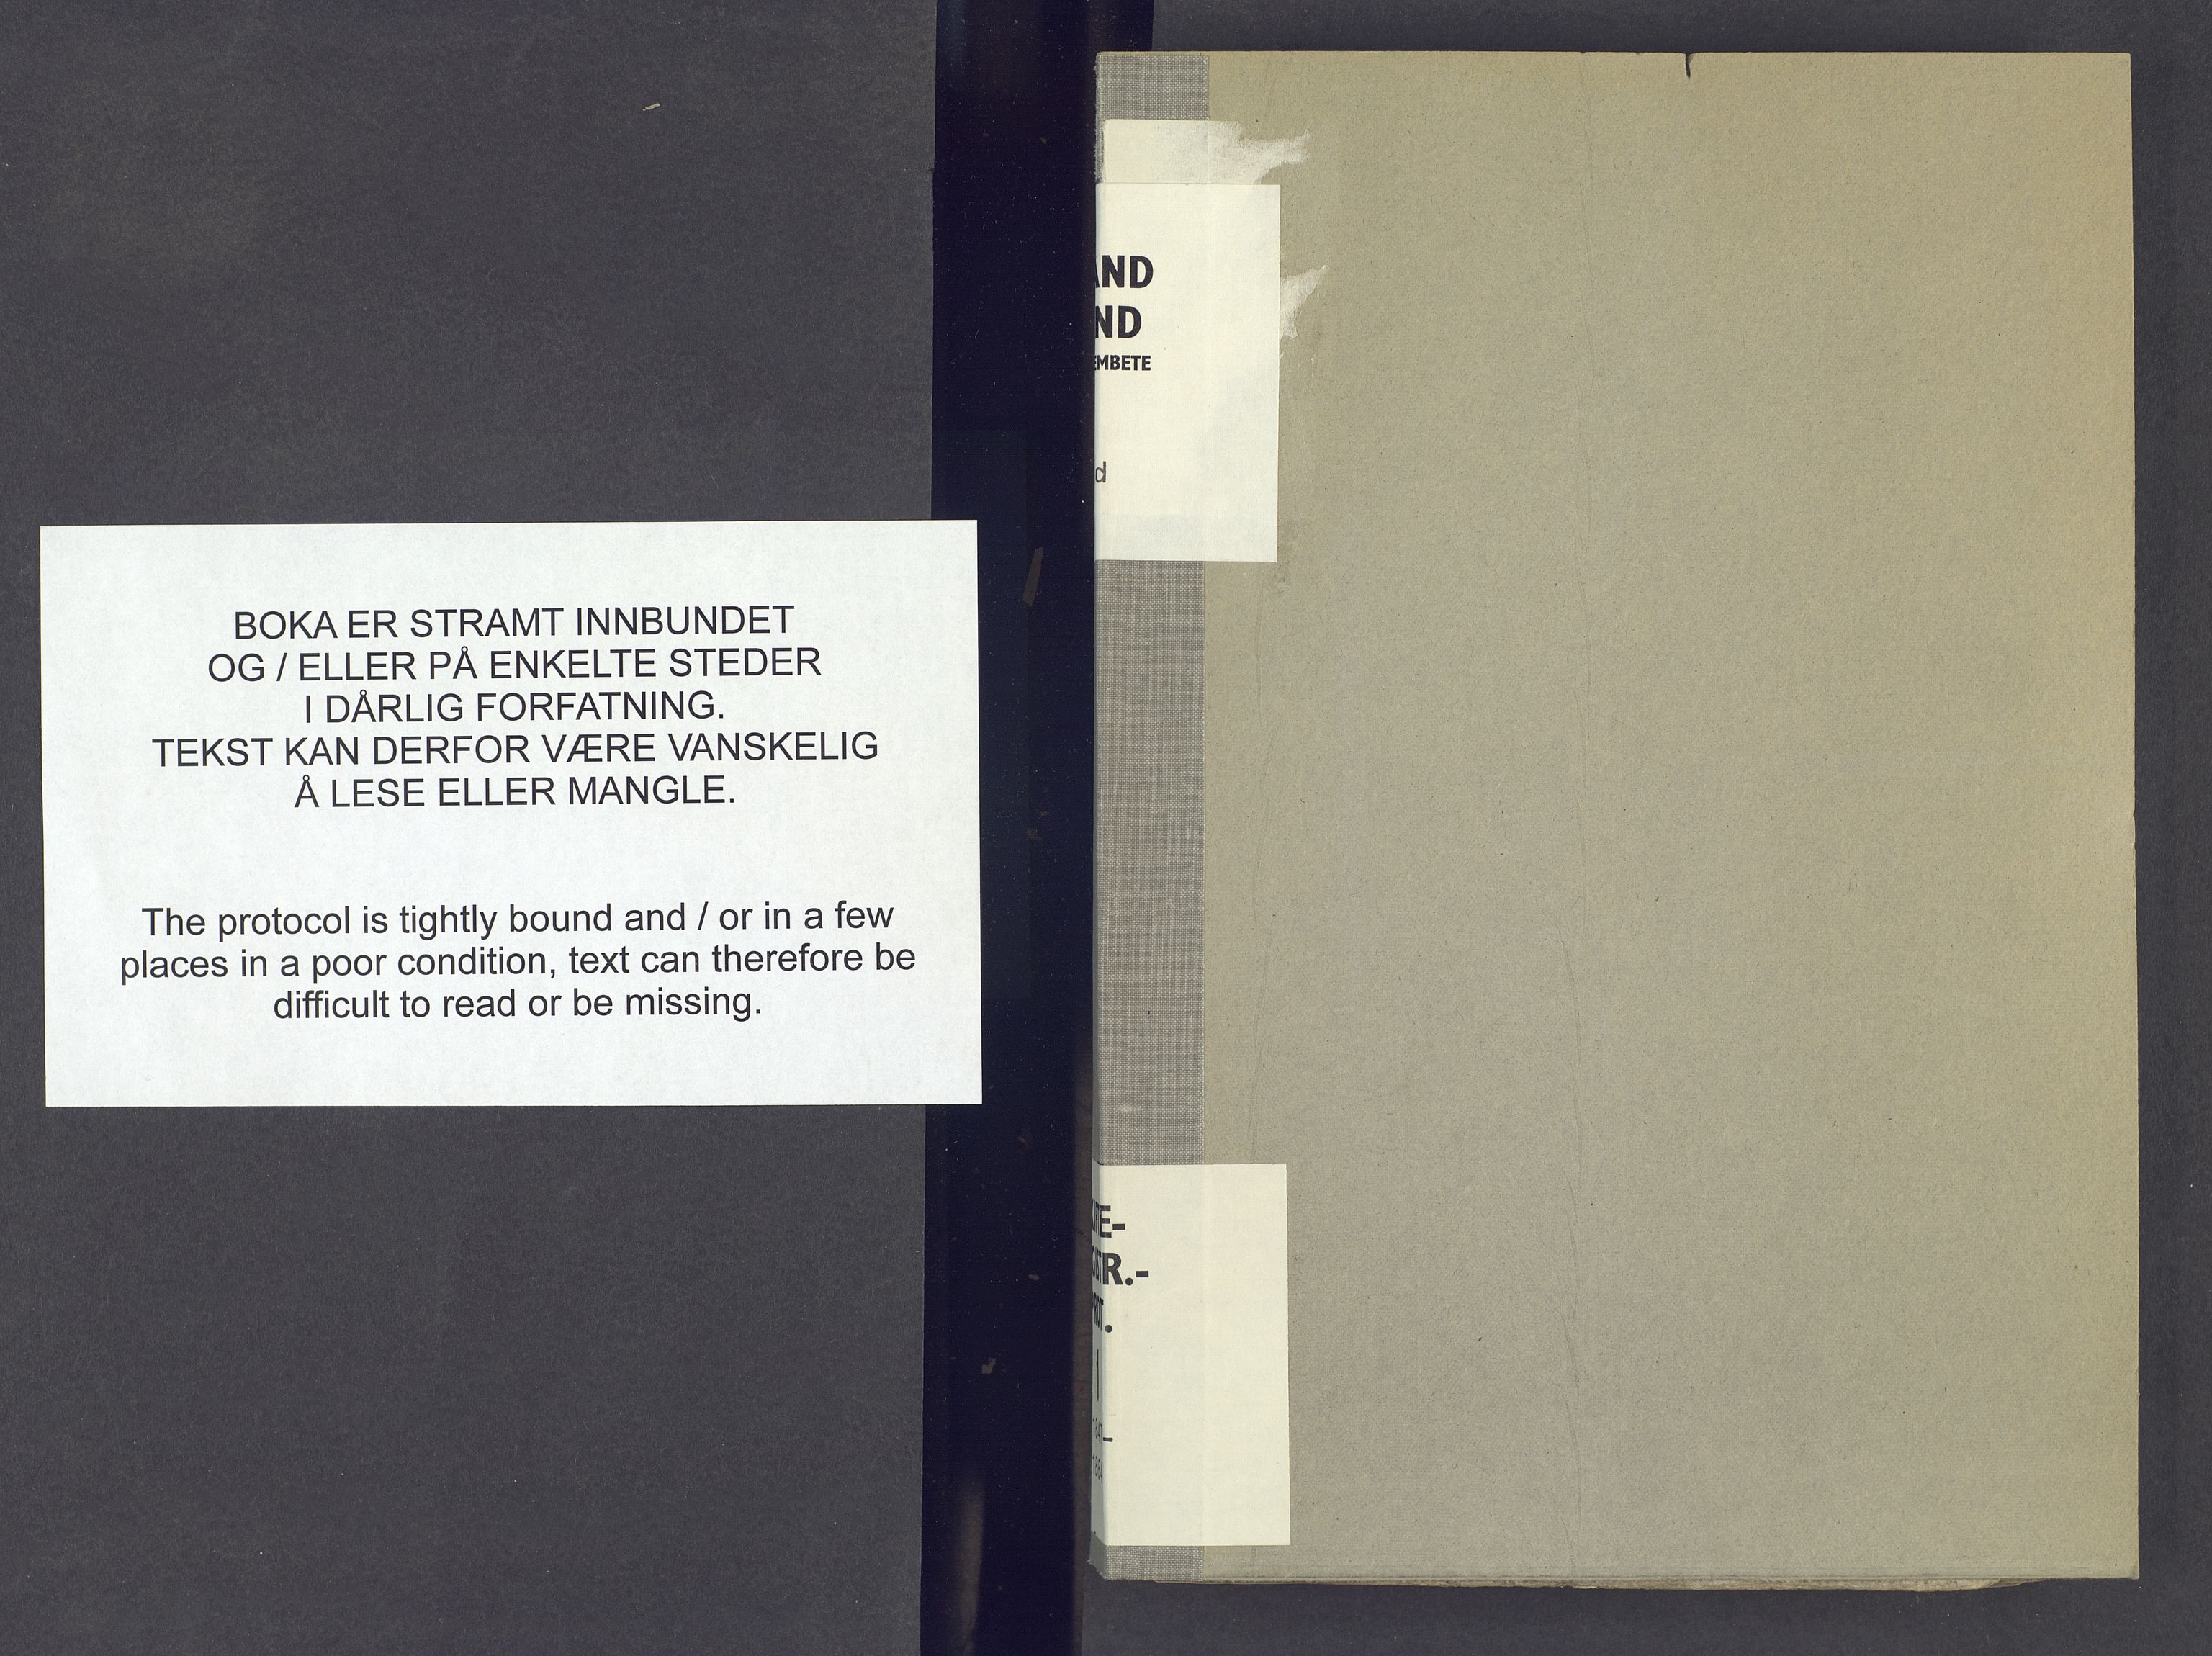 BOKA ER STRAMT INNBUNDET
OG / ELLER PÅ ENKELTE STEDER
I DÅRLIG FORFATNING.
TEKST KAN DERFOR VÆRE VANSKELIG
Å LESE ELLER MANGLE.
The protocol is tightly bound and / or in a few
places in a poor condition, text can therefore be
difficult to read or be missing.
AND
ND
EMBETE
d
FE-
R.-
1